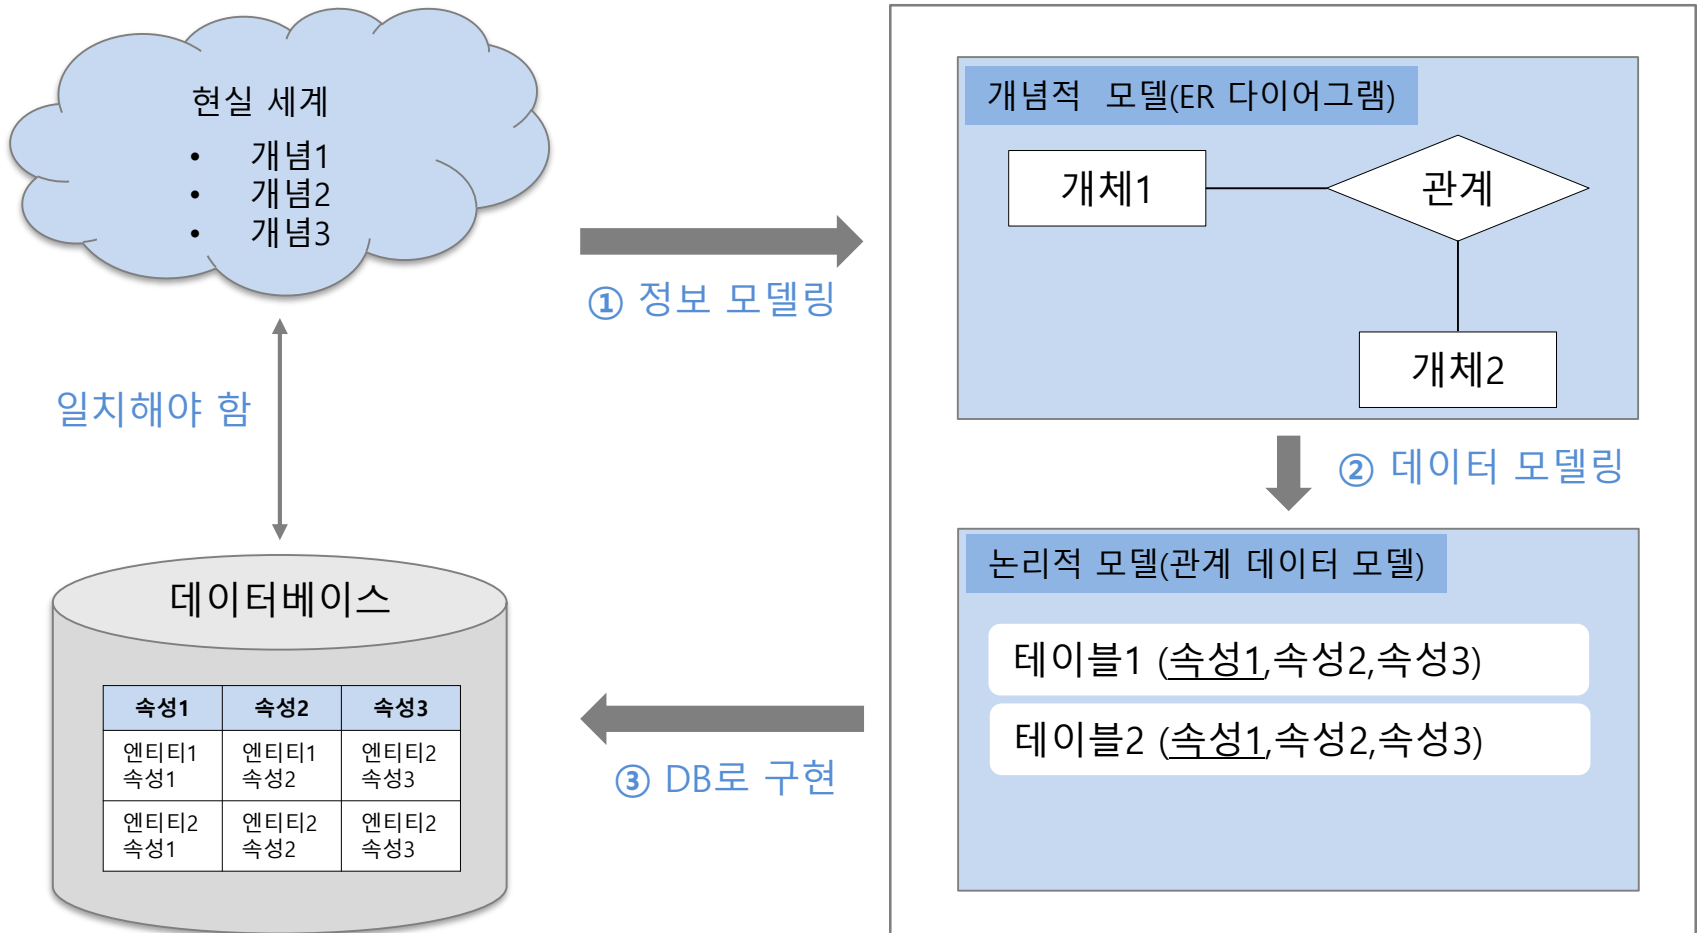 현실 세계
• 개념1
• 개념2
• 개념3
① 정보 모델링
개념적 모델(ER 다이어그램)
개체1
관계
개체2
② 데이터 모델링
논리적 모델(관계 데이터 모델)
테이블1 (속성1,속성2,속성3)
테이블2 (속성1,속성2,속성3)
③ DB로 구현
일치해야 함
데이터베이스
속성1 속성2 속성3
엔티티1 엔티티1 엔티티2
속성1 속성2 속성3
엔티티2 엔티티2 엔티티2
속성1 속성2 속성3